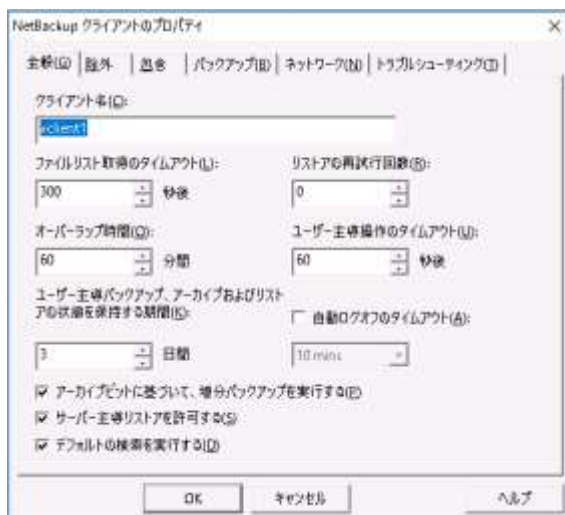 NetBackup クライアントのプロパティ
全般(G) 除外 包含 バックアップ(B) ネットワーク(N) トラブルシューティング(T)
クライアント名(C):
vclient1
ファイルリスト取得のタイムアウト(L): リストアの再試行回数(R):
300 秒後 0
オーバーラップ時間(O): ユーザー主導操作のタイムアウト(U):
60 分間 60 秒後
ユーザー主導バックアップ、アーカイブおよびリスト
アの状態を保持する期間(K): 自動ログオフのタイムアウト(A):
3 日間 10 mins
アーカイブビットに基づいて、増分バックアップを実行する(P)
サーバー主導リストアを許可する(S)
デフォルトの検索を実行する(D)
OK キャンセル ヘルプ